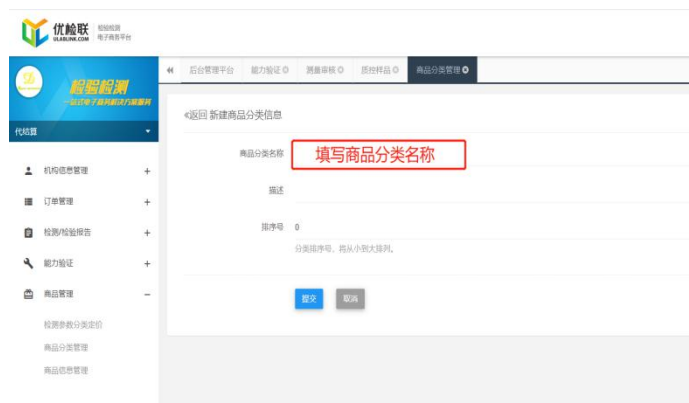 优检联
ULABLINK.COM
检验检测
电子商务平台
检验检测
一站式电子商务解决方案服务
代结算
机构信息管理
订单管理
检测/检验报告
能力验证
商品管理
检测参数分类定价
商品分类管理
商品信息管理
后台管理平台 能力验证 测量审核 质控样品 商品分类管理
«返回 新建商品分类信息
商品分类名称 填写商品分类名称
描述
排序号 0
分类排序号，将从小到大排列。
提交 取消